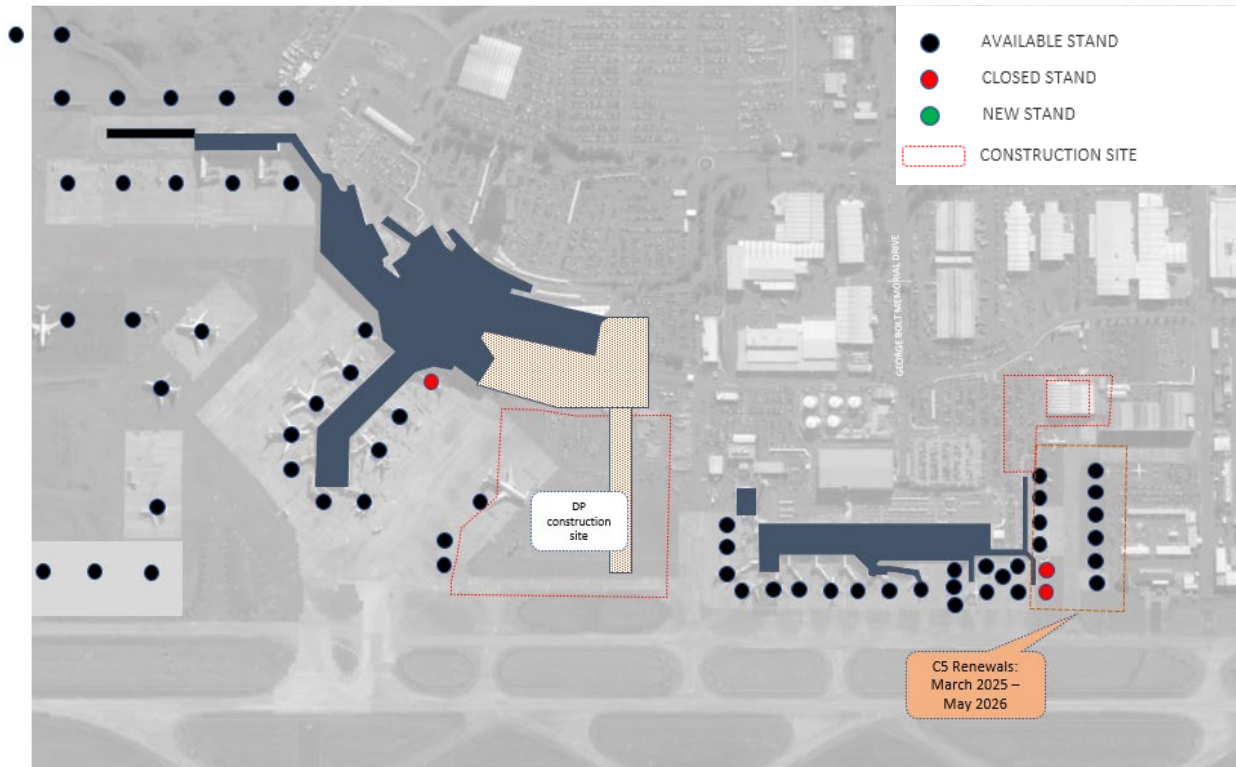 AVAILABLE STAND
CLOSED STAND
NEW STAND
CONSTRUCTION SITE
GEORGE BOLT MEMORIAL DRIVE
DP
construction
site
C5 Renewals:
March 2025 –
May 2026